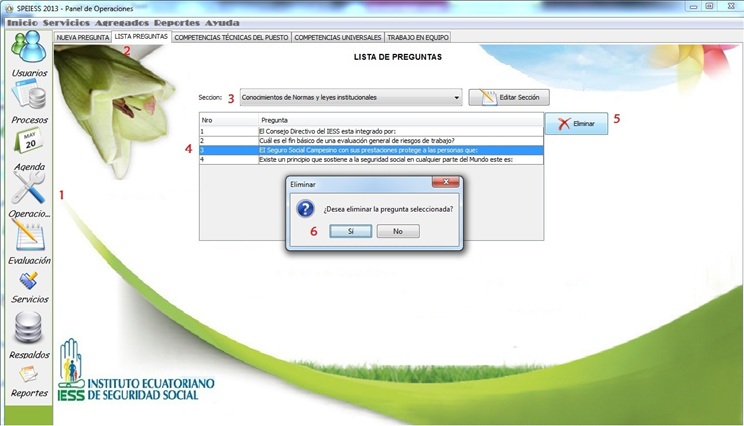 SPEIESS 2013 - Panel de Operaciones
Inicio Servicios Agregados Reportes Ayuda
NUEVA PREGUNTA LISTA PREGUNTAS COMPETENCIAS TÉCNICAS DEL PUESTO COMPETENCIAS UNIVERSALES TRABAJO EN EQUIPO
2
LISTA DE PREGUNTAS
Usuarios
Procesos
MAY
20
Agenda
1
Operacio...
Evaluación
Servicios
Respaldos
Reportes
Seccion: 3 Conocimientos de Normas y leyes institucionales Editar Sección
Nro Pregunta
1 El Consejo Directivo del IESS esta integrado por:
2 Cuál es el fin básico de una evaluación general de riesgos de trabajo?
3 El Seguro Social Campesino con sus prestaciones protege a las personas que:
4 Existe un principio que sostiene a la seguridad social en cualquier parte del Mundo este es:
4
Eliminar 5
Eliminar
¿Desea eliminar la pregunta seleccionada?
6 Sí No
IESS INSTITUTO ECUATORIANO
DE SEGURIDAD SOCIAL